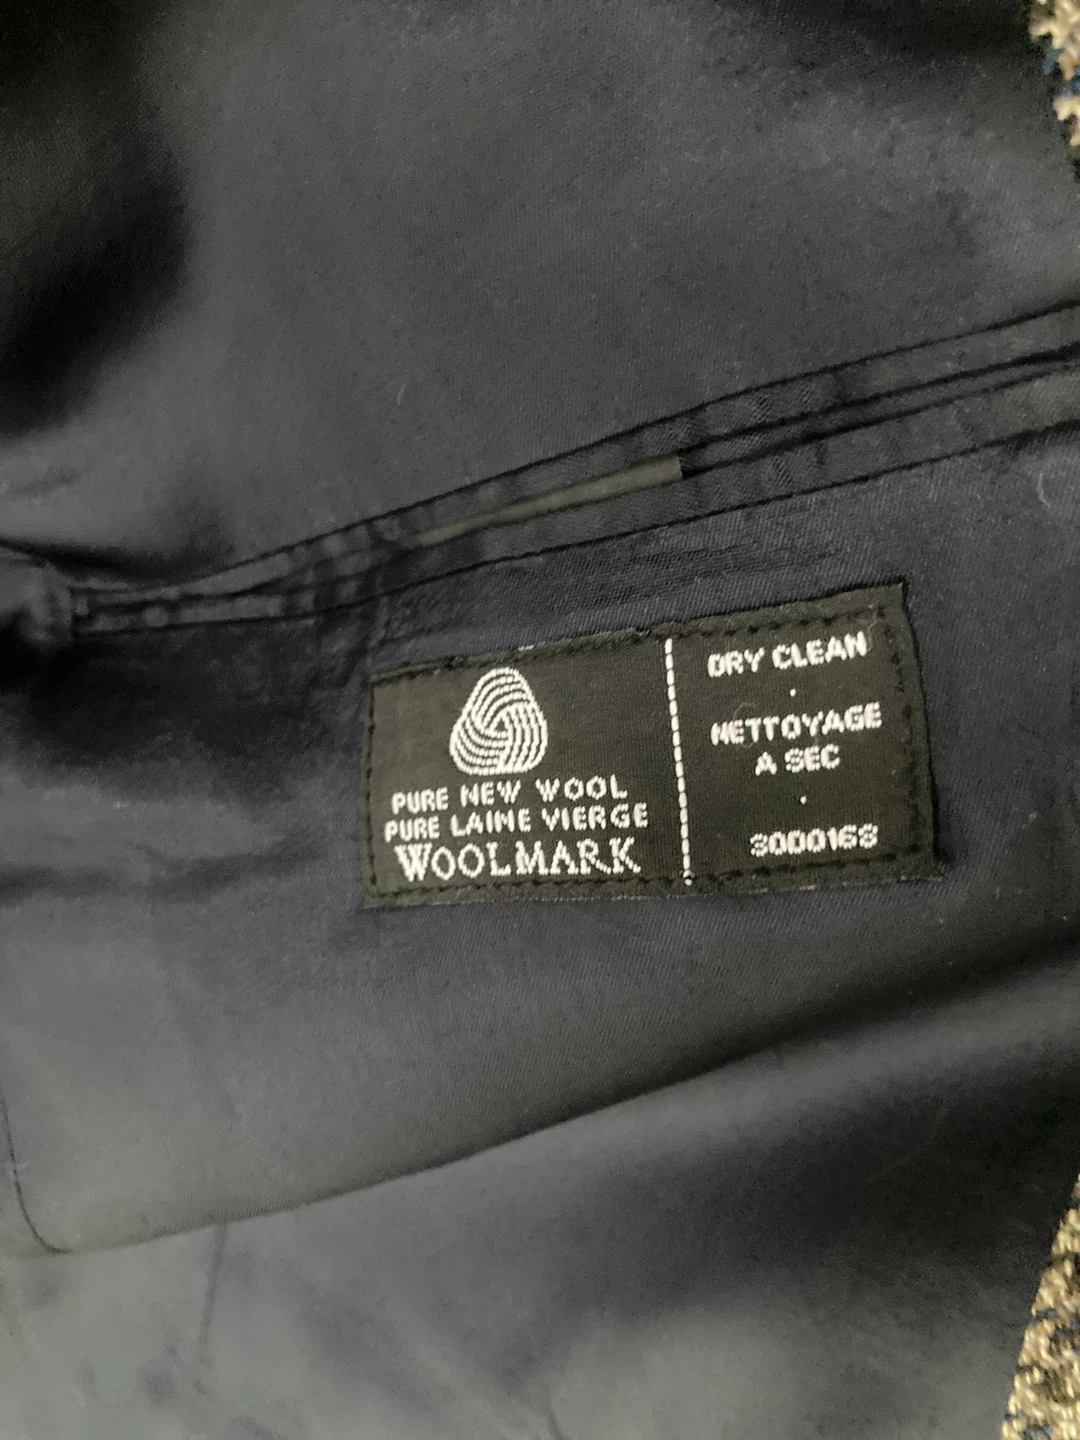 PURE NEW WOOL
PURE LAINE VIERGE
WOOLMARK
DRY CLEAN
NETTOYAGE
A SEC
3000168